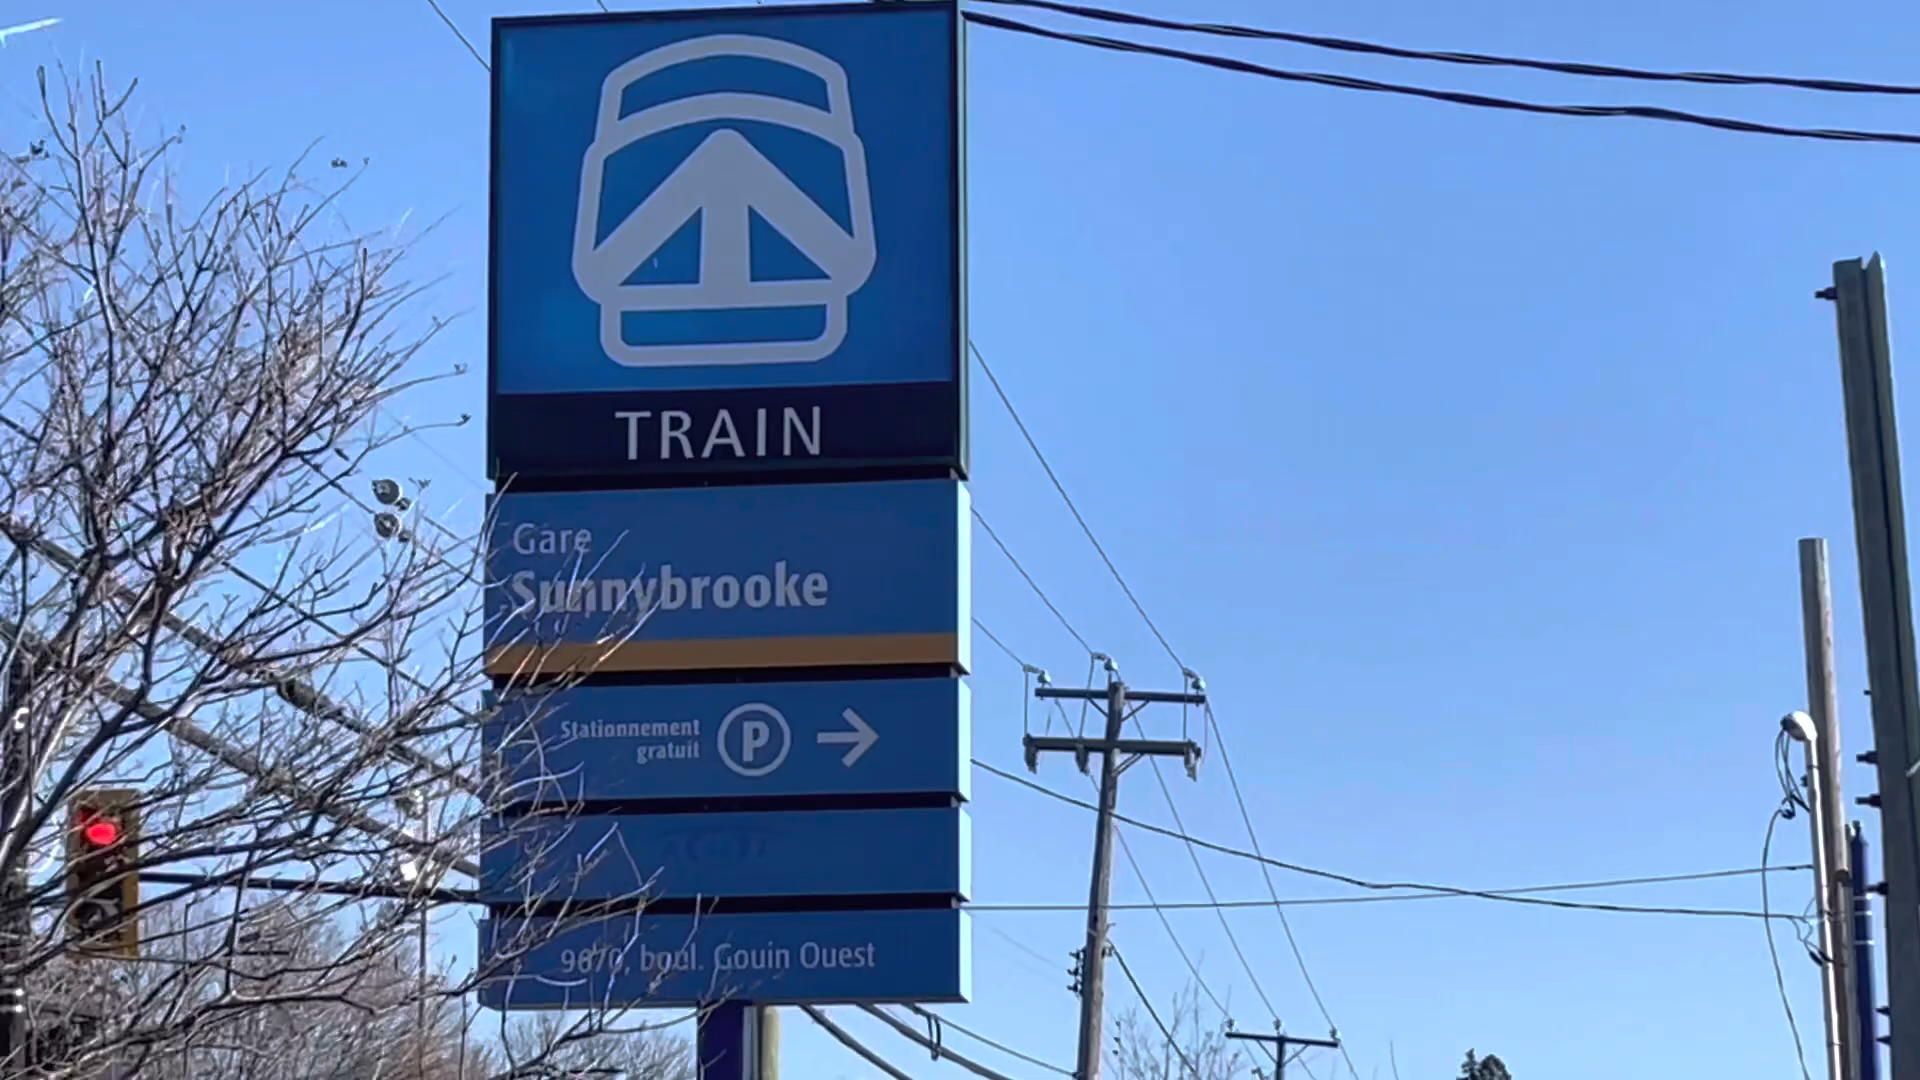 TRAIN
Gare
Sunnybrooke
Stationnement
gratuit
P
9670, boul. Gouin Ouest